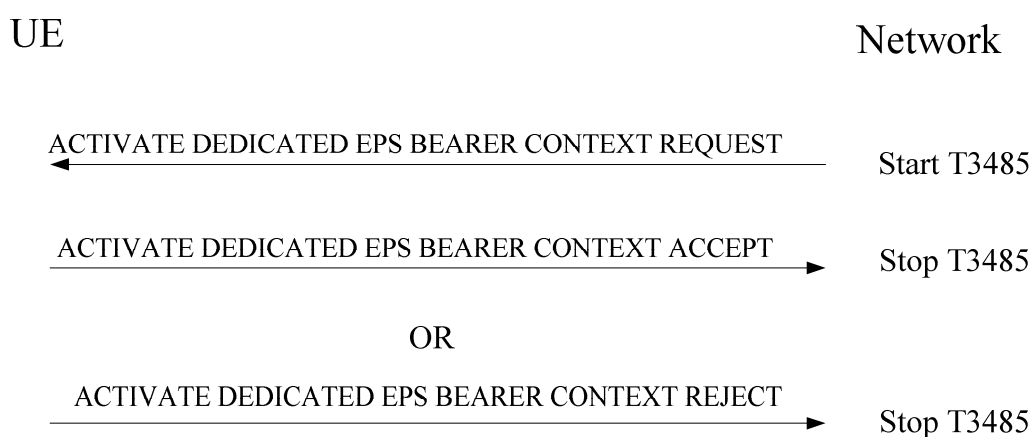 UE
Network
ACTIVATE DEDICATED EPS BEARER CONTEXT REQUEST
Start T3485
ACTIVATE DEDICATED EPS BEARER CONTEXT ACCEPT
Stop T3485
OR
ACTIVATE DEDICATED EPS BEARER CONTEXT REJECT
Stop T3485